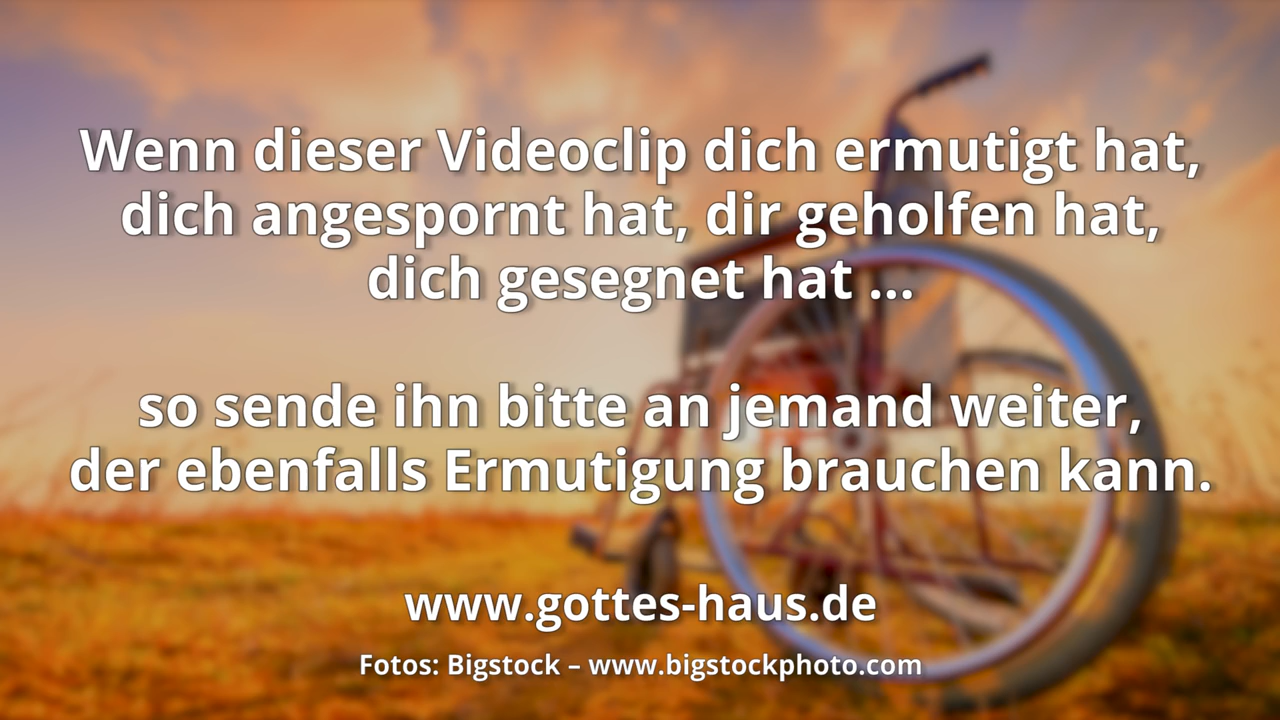 Wenn dieser Videoclip dich ermutigt hat,
dich angespornt hat, dir geholfen hat,
dich gesegnet hat ...
so sende ihn bitte an jemand weiter,
der ebenfalls Ermutigung brauchen kann.
www.gottes-haus.de
Fotos: Bigstock – www.bigstockphoto.com